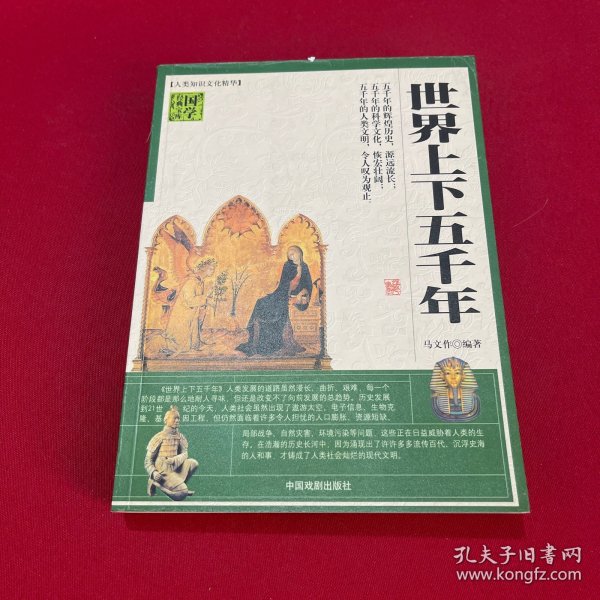 【人类知识文化精华】
国学
古典文库
世界上下五千年
五千年的辉煌历史，源远流长；
五千年的科学文化，恢宏壮阔；
五千年的人类文明，令人叹为观止。
马文作◎编著
《世界上下五千年》人类发展的道路虽然漫长、曲折、艰难，每一个
阶段都是那么地耐人寻味，但还是改变不了向前发展的总趋势。历史发展
到21世纪的今天，人类社会虽然出现了遨游太空、电子信息、生物克
隆、基因工程，但仍然面临着许多令人担忧的人口膨胀、资源短缺、
局部战争、自然灾害、环境污染等问题，这些正在日益威胁着人类的生
存。在浩瀚的历史长河中，因为涌现出了许许多多流传百代、沉浮史海
的人和事，才铸成了人类社会灿烂的现代文明。
中国戏剧出版社
孔夫子旧书网
www.kongfz.com